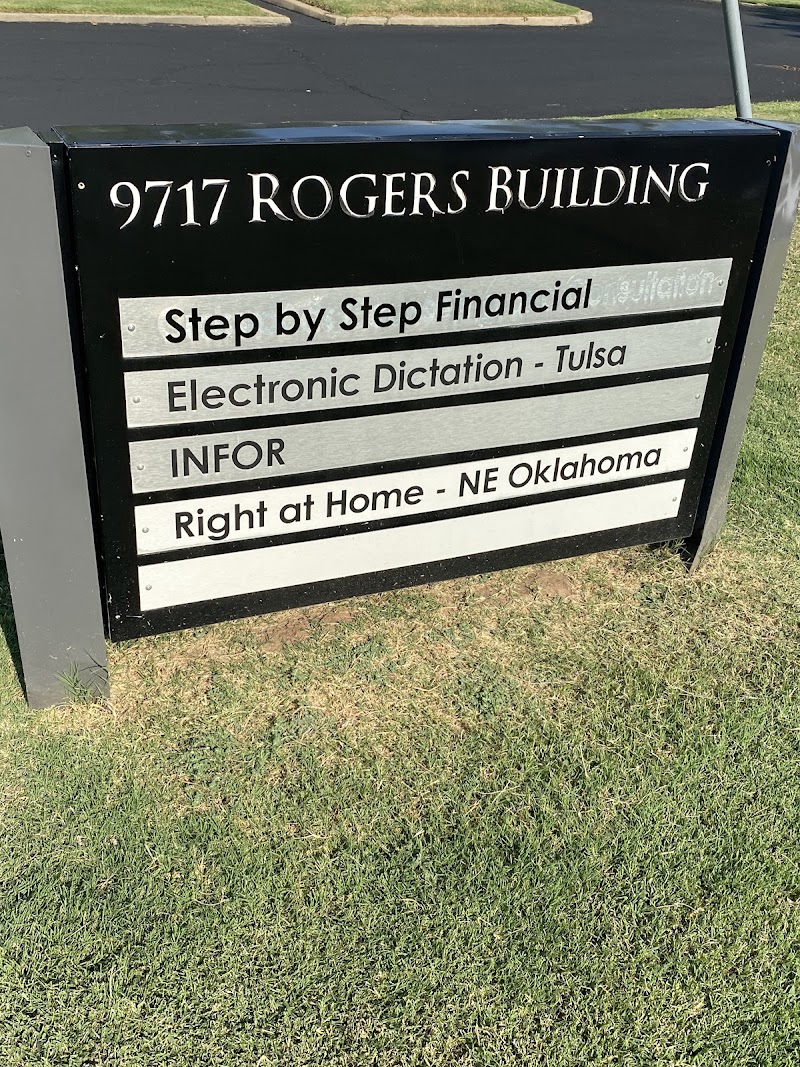 9717 ROGERS BUILDING
Step by Step Financial
Electronic Dictation - Tulsa
INFOR
Right at Home - NE Oklahoma